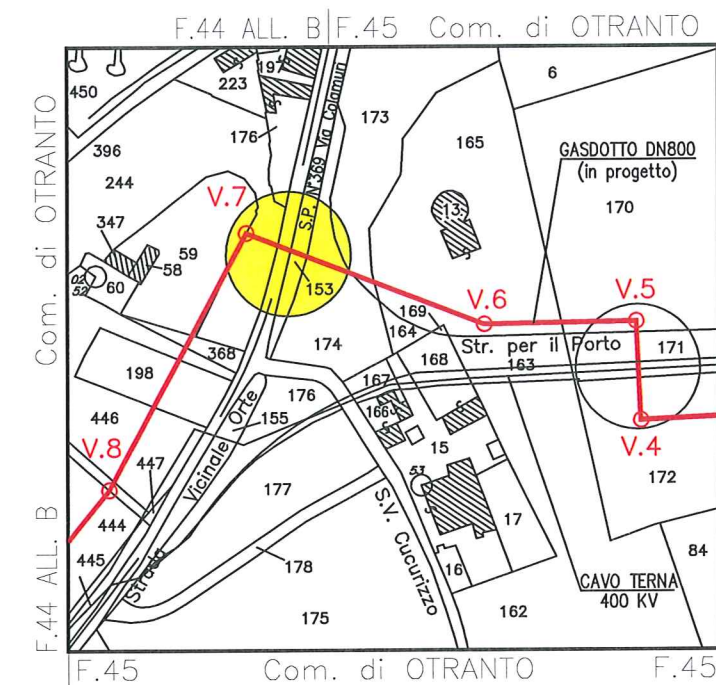 F.44 ALL. B F.45 Com. di OTRANTO
Com. di OTRANTO
F.44 ALL. B
450
223
197
6
176
173
396
165
GASDOTTO DN800
(in progetto)
244
S.P. N°369 Via Colamun
170
V.7
13
347
59
58
60
153
V.6
V.5
169
164
Str. per il Porto
171
368
174
168
163
198
167
V.4
176
166
446
155
15
V.8
447
Strada Vicinale Orte
172
177
53
444
17
S.V. Cucurizzo
84
445
178
16
CAVO TERNA
400 KV
175
162
F.45 Com. di OTRANTO F.45